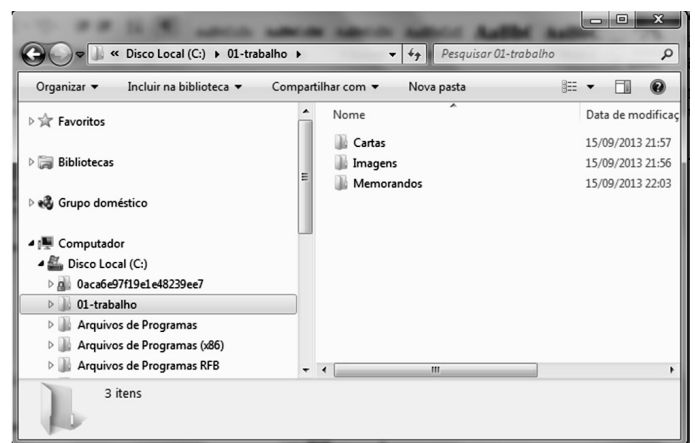 « Disco Local (C:) ▸ 01-trabalho ▸ Pesquisar 01-trabalho
Organizar Incluir na biblioteca Compartilhar com Nova pasta
Favoritos
Bibliotecas
Grupo doméstico
Computador
Disco Local (C:)
0aca6e97f19e1e48239ee7
01-trabalho
Arquivos de Programas
Arquivos de Programas (x86)
Arquivos de Programas RFB
Nome Data de modificaç
Cartas 15/09/2013 21:57
Imagens 15/09/2013 21:56
Memorandos 15/09/2013 22:03
3 itens